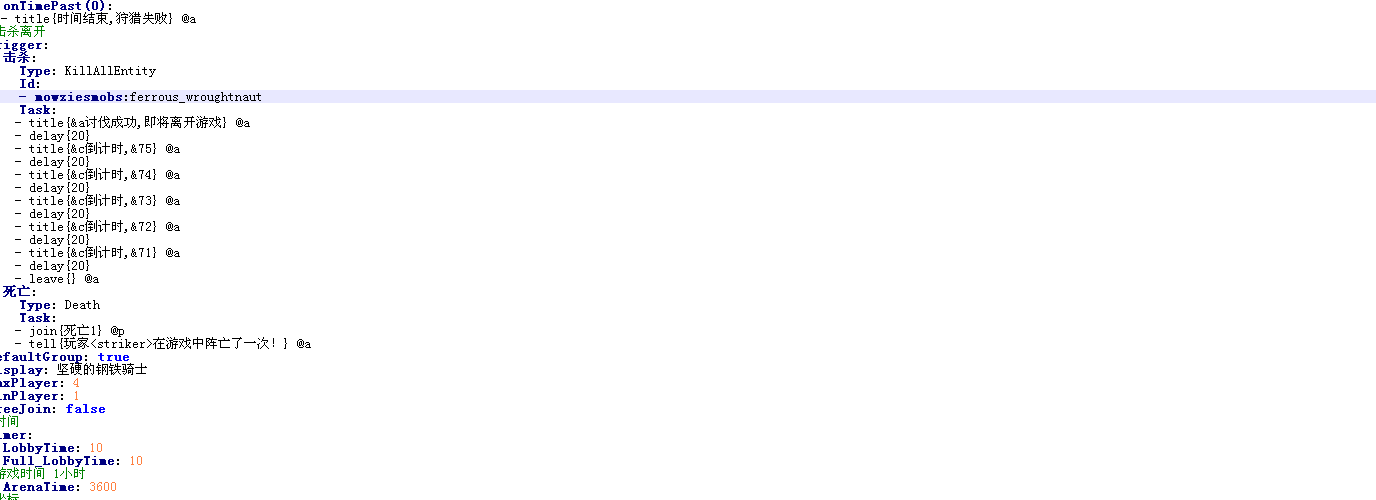 onTimePast(0):
- title{时间结束,狩猎失败} @a
击杀离开
rigger:
击杀:
Type: KillAllEntity
Id:
- mowziesmobs:ferrous_wroughtnaut
Task:
- title{&a讨伐成功,即将离开游戏} @a
- delay{20}
- title{&c倒计时,&75} @a
- delay{20}
- title{&c倒计时,&74} @a
- delay{20}
- title{&c倒计时,&73} @a
- delay{20}
- title{&c倒计时,&72} @a
- delay{20}
- title{&c倒计时,&71} @a
- delay{20}
- leave{} @a
死亡:
Type: Death
Task:
- join{死亡1} @p
- tell{玩家<striker>在游戏中阵亡了一次! } @a
efaultGroup: true
isplay: 坚硬的钢铁骑士
axPlayer: 4
inPlayer: 1
reeJoin: false
时间
imer:
LobbyTime: 10
Full_LobbyTime: 10
游戏时间 1小时
ArenaTime: 3600
坐标